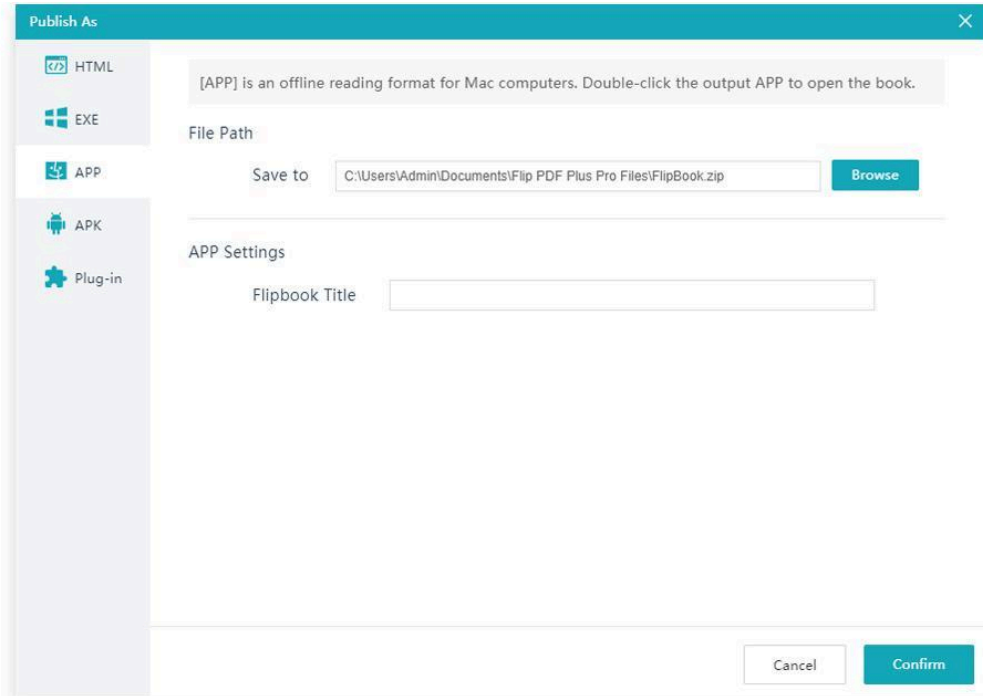 Publish As
HTML
EXE
APP
APK
Plug-in
[APP] is an offline reading format for Mac computers. Double-click the output APP to open the book.
File Path
Save to C:\Users\Admin\Documents\Flip PDF Plus Pro Files\FlipBook.zip Browse
APP Settings
Flipbook Title
Cancel Confirm